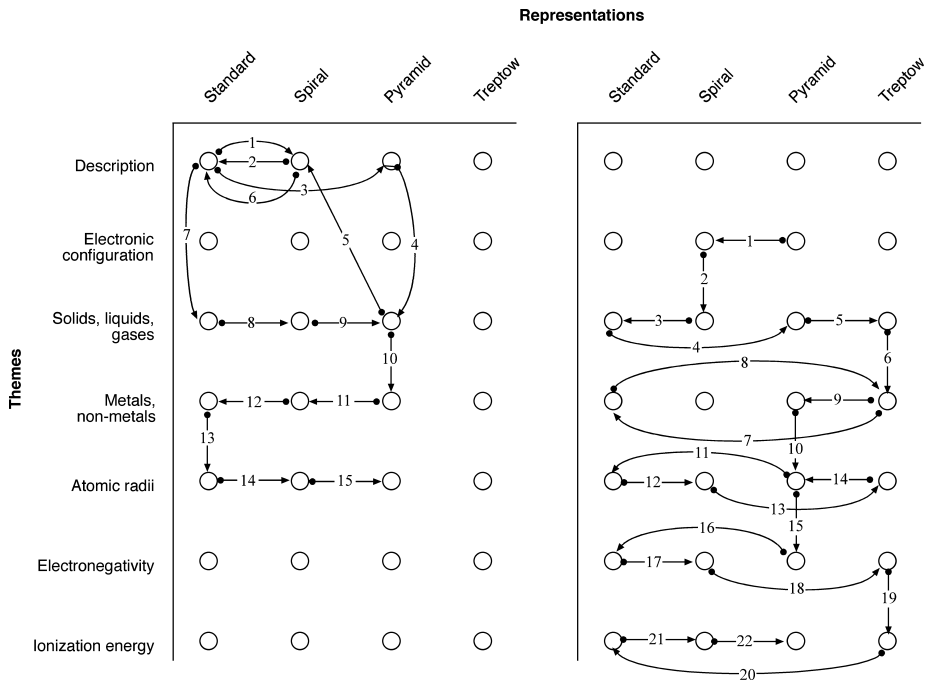 Representations
Standard
Spiral
Pyramid
Treptow
Standard
Spiral
Pyramid
Treptow
Themes
Description
1
2
3
6
7
5
4
Electronic
configuration
1
2
Solids, liquids,
gases
8
9
3
4
5
10
6
8
Metals,
non-metals
12
11
9
7
13
10
11
Atomic radii
14
15
12
13
14
15
16
Electronegativity
17
18
19
Ionization energy
21
22
20